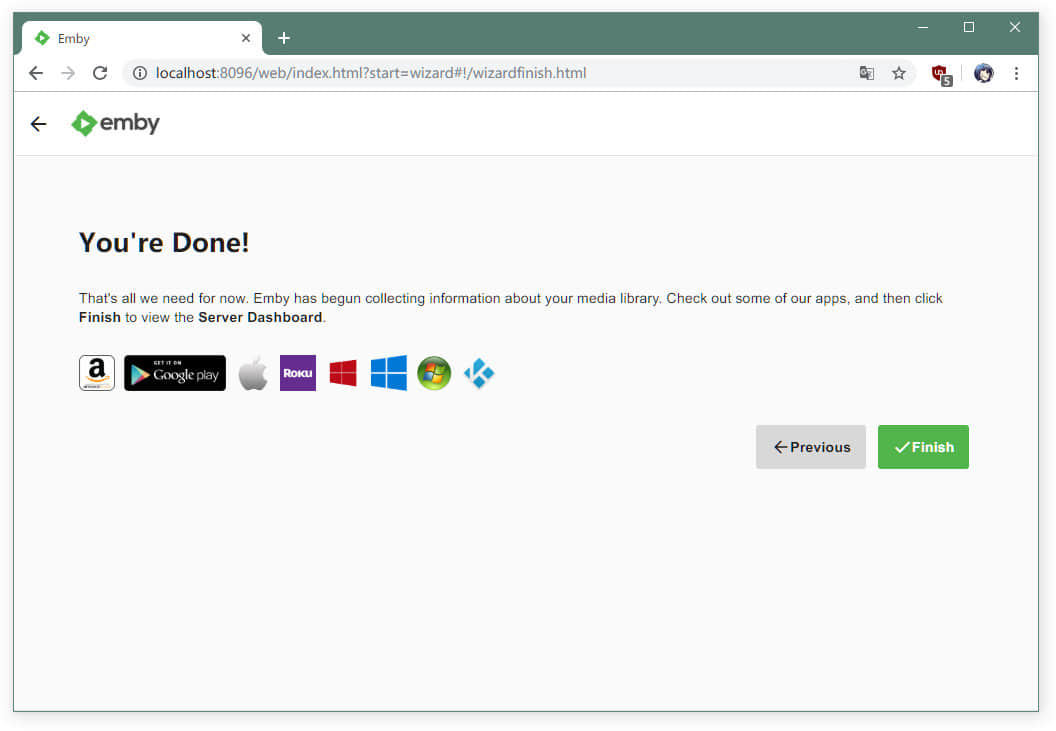 Emby
localhost:8096/web/index.html?start=wizard#!/wizardfinish.html
5
emby
You're Done!
That's all we need for now. Emby has begun collecting information about your media library. Check out some of our apps, and then click
Finish to view the Server Dashboard.
a
GET IT ON
Google play
ROKU
Previous
Finish